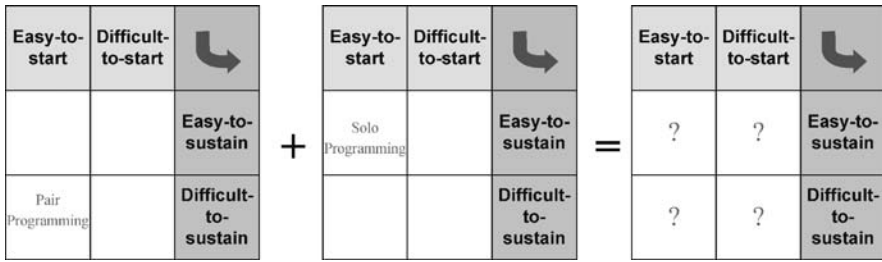 Easy-to-
start
Difficult-
to-start
Easy-to-
sustain
Pair
Programming
Difficult-
to-
sustain
+
Easy-to-
start
Difficult-
to-start
Solo
Programming
Easy-to-
sustain
Difficult-
to-
sustain
=
Easy-to-
start
Difficult-
to-start
?
?
Easy-to-
sustain
?
?
Difficult-
to-
sustain